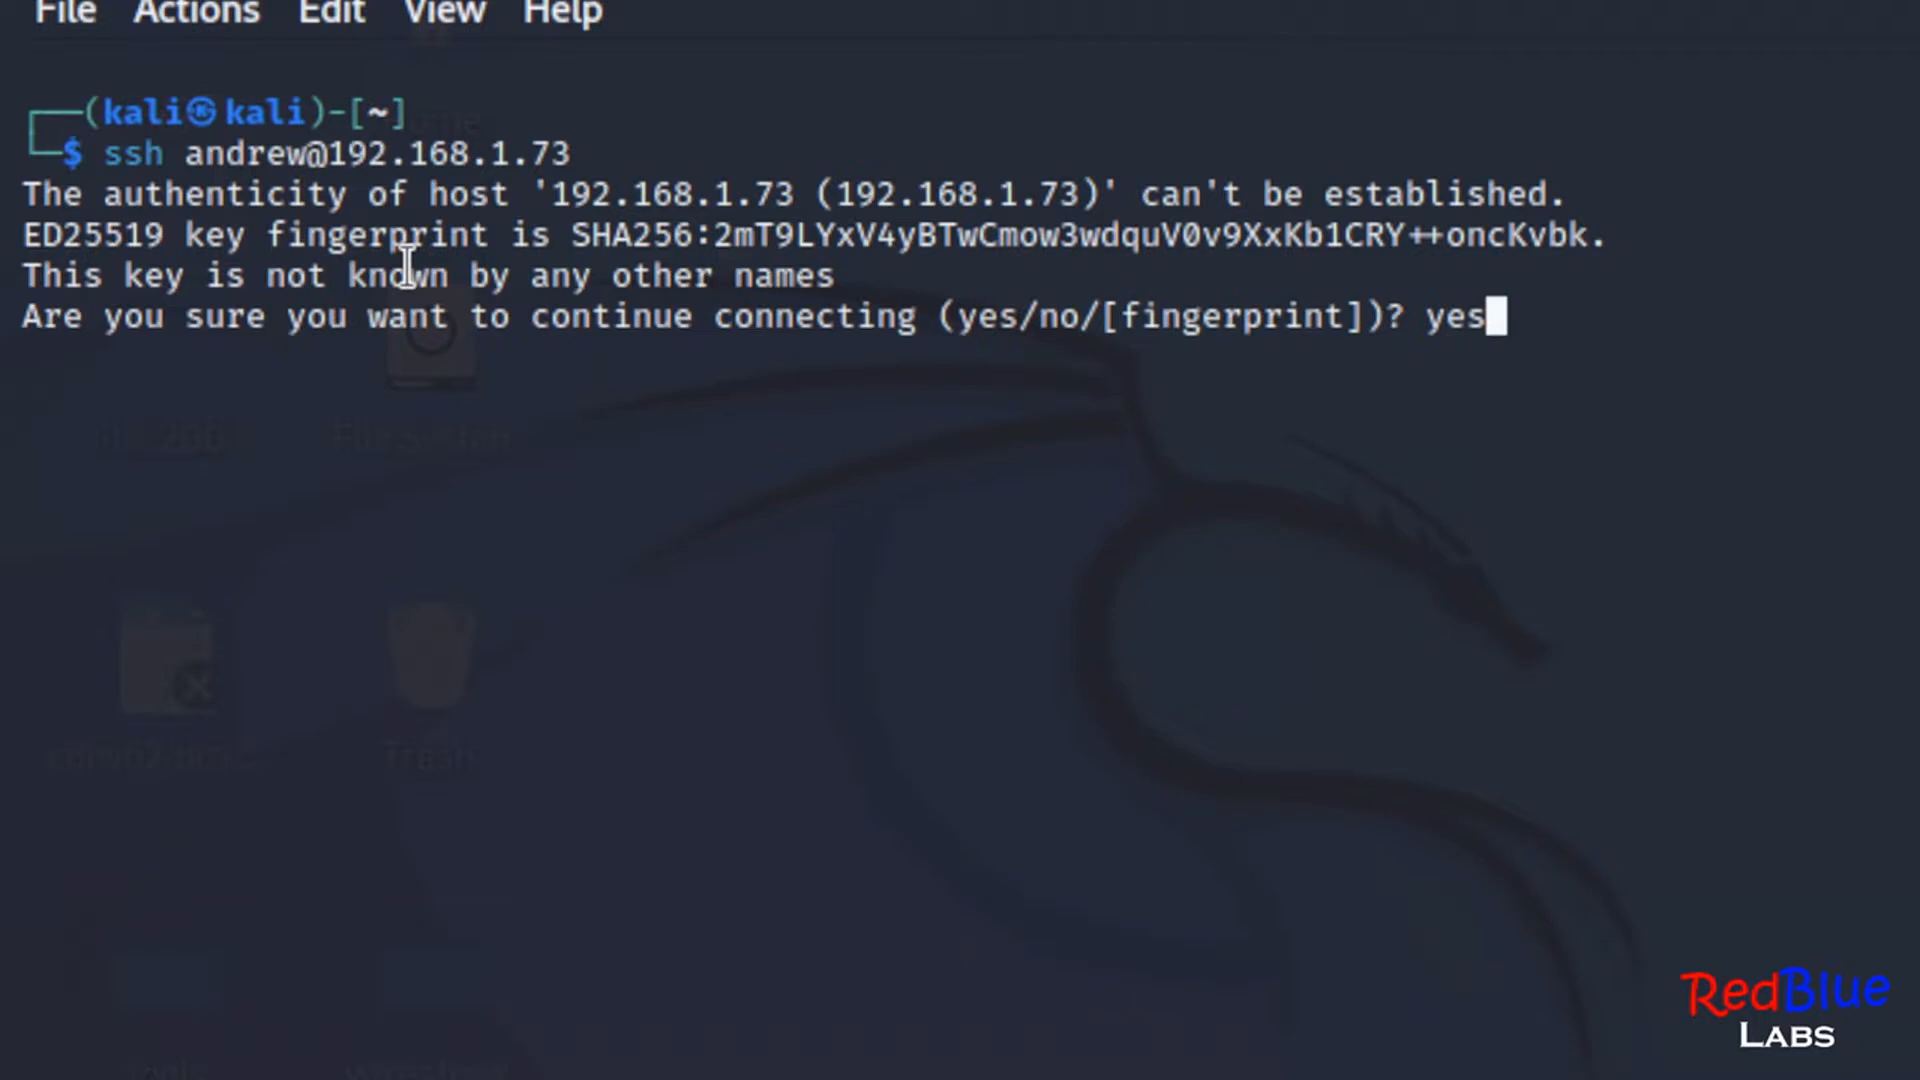 File Actions Edit View Help
┌──(kali㉿kali)-[~]
└─$ ssh andrew@192.168.1.73
The authenticity of host '192.168.1.73 (192.168.1.73)' can't be established.
ED25519 key fingerprint is SHA256:2mT9LYxV4yBTwCmow3wdquV0v9XxKb1CRY++oncKvbk.
This key is not known by any other names
Are you sure you want to continue connecting (yes/no/[fingerprint])? yes
File System
Trash
RedBlue
LABS